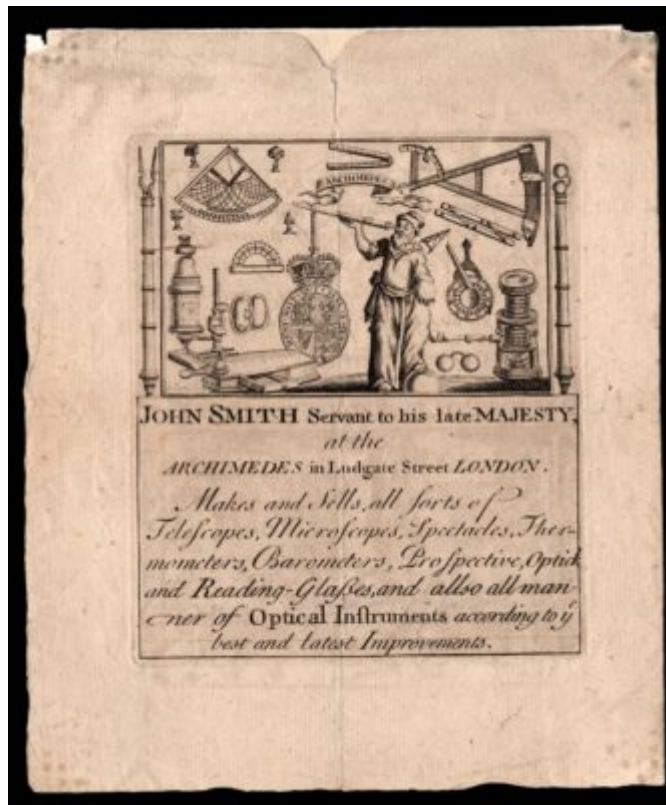 ARCHIMEDES
JOHN SMITH Servant to his late MAJESTY,
at the
ARCHIMEDES in Ludgate Street LONDON.
Makes and Sells, all ſorts of
Teleſcopes, Microſcopes, Spectacles, Ther-
mometers, Barometers, Proſpective, Optick
and Reading-Glaſses, and allso all man-
ner of Optical Inſtruments according to yͤ
best and latest Improvements.